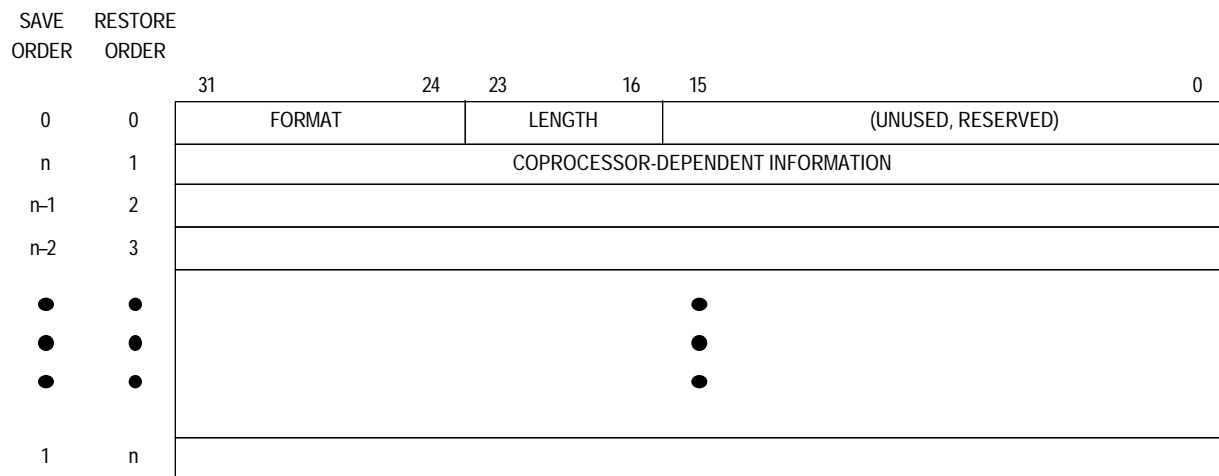 SAVE RESTORE
ORDER ORDER
31 24 23 16 15 0
0 0 FORMAT LENGTH (UNUSED, RESERVED)
n 1 COPROCESSOR-DEPENDENT INFORMATION
n–1 2
n–2 3
1 n